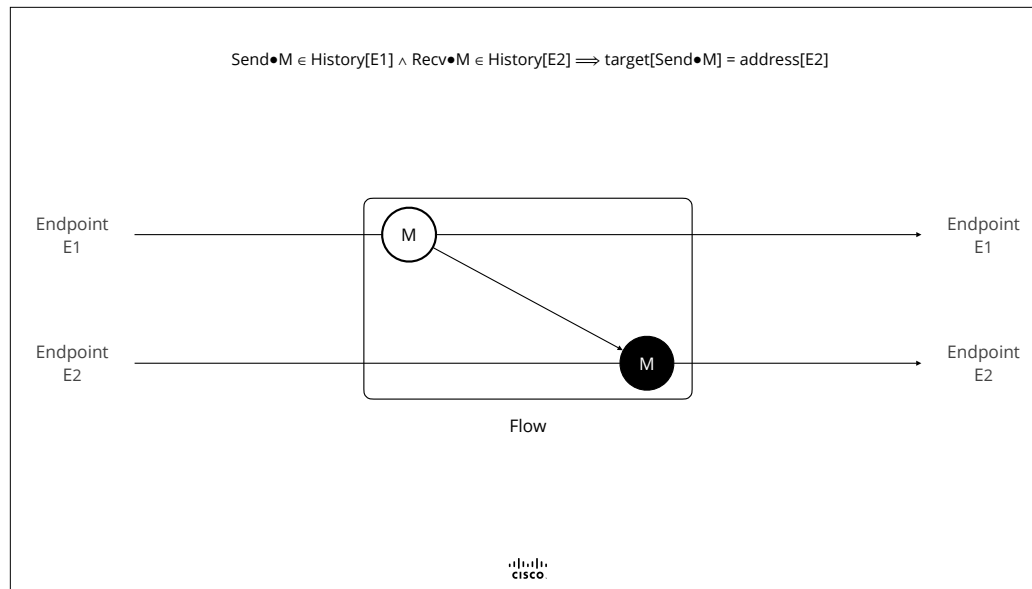 Send●M ∈ History[E1] ∧ Recv●M ∈ History[E2] ⟹ target[Send●M] = address[E2]
Endpoint
E1
M
Endpoint
E1
Endpoint
E2
M
Endpoint
E2
Flow
CISCO.